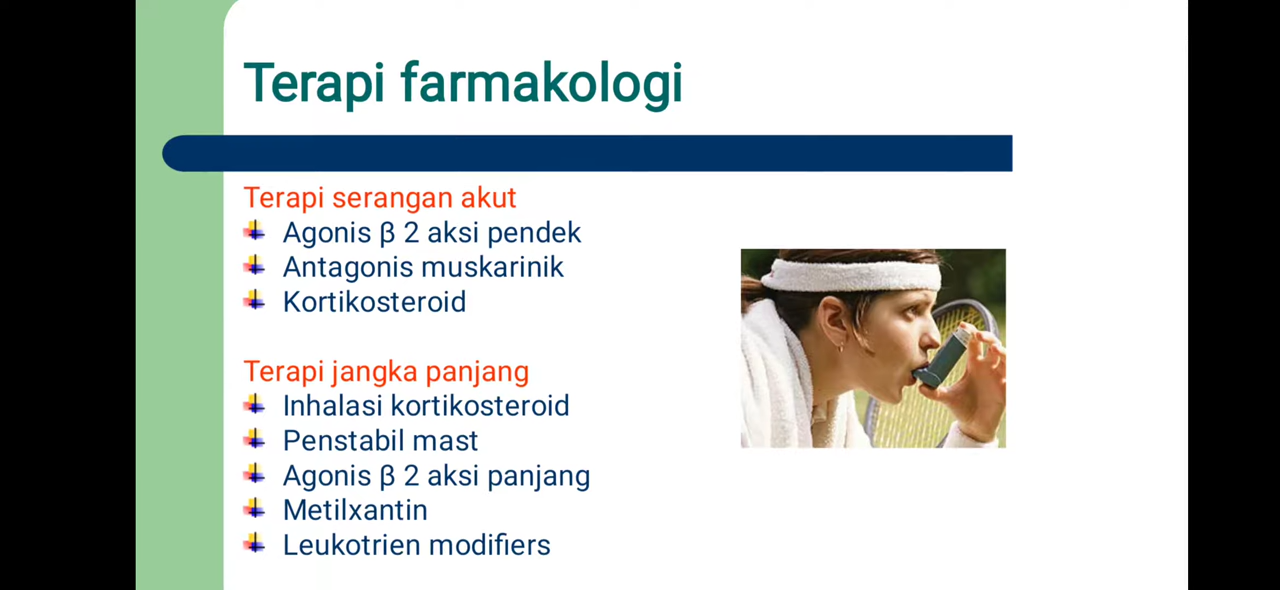 Terapi farmakologi
Terapi serangan akut
Agonis β 2 aksi pendek
Antagonis muskarinik
Kortikosteroid
Terapi jangka panjang
Inhalasi kortikosteroid
Penstabil mast
Agonis β 2 aksi panjang
Metilxantin
Leukotrien modifiers